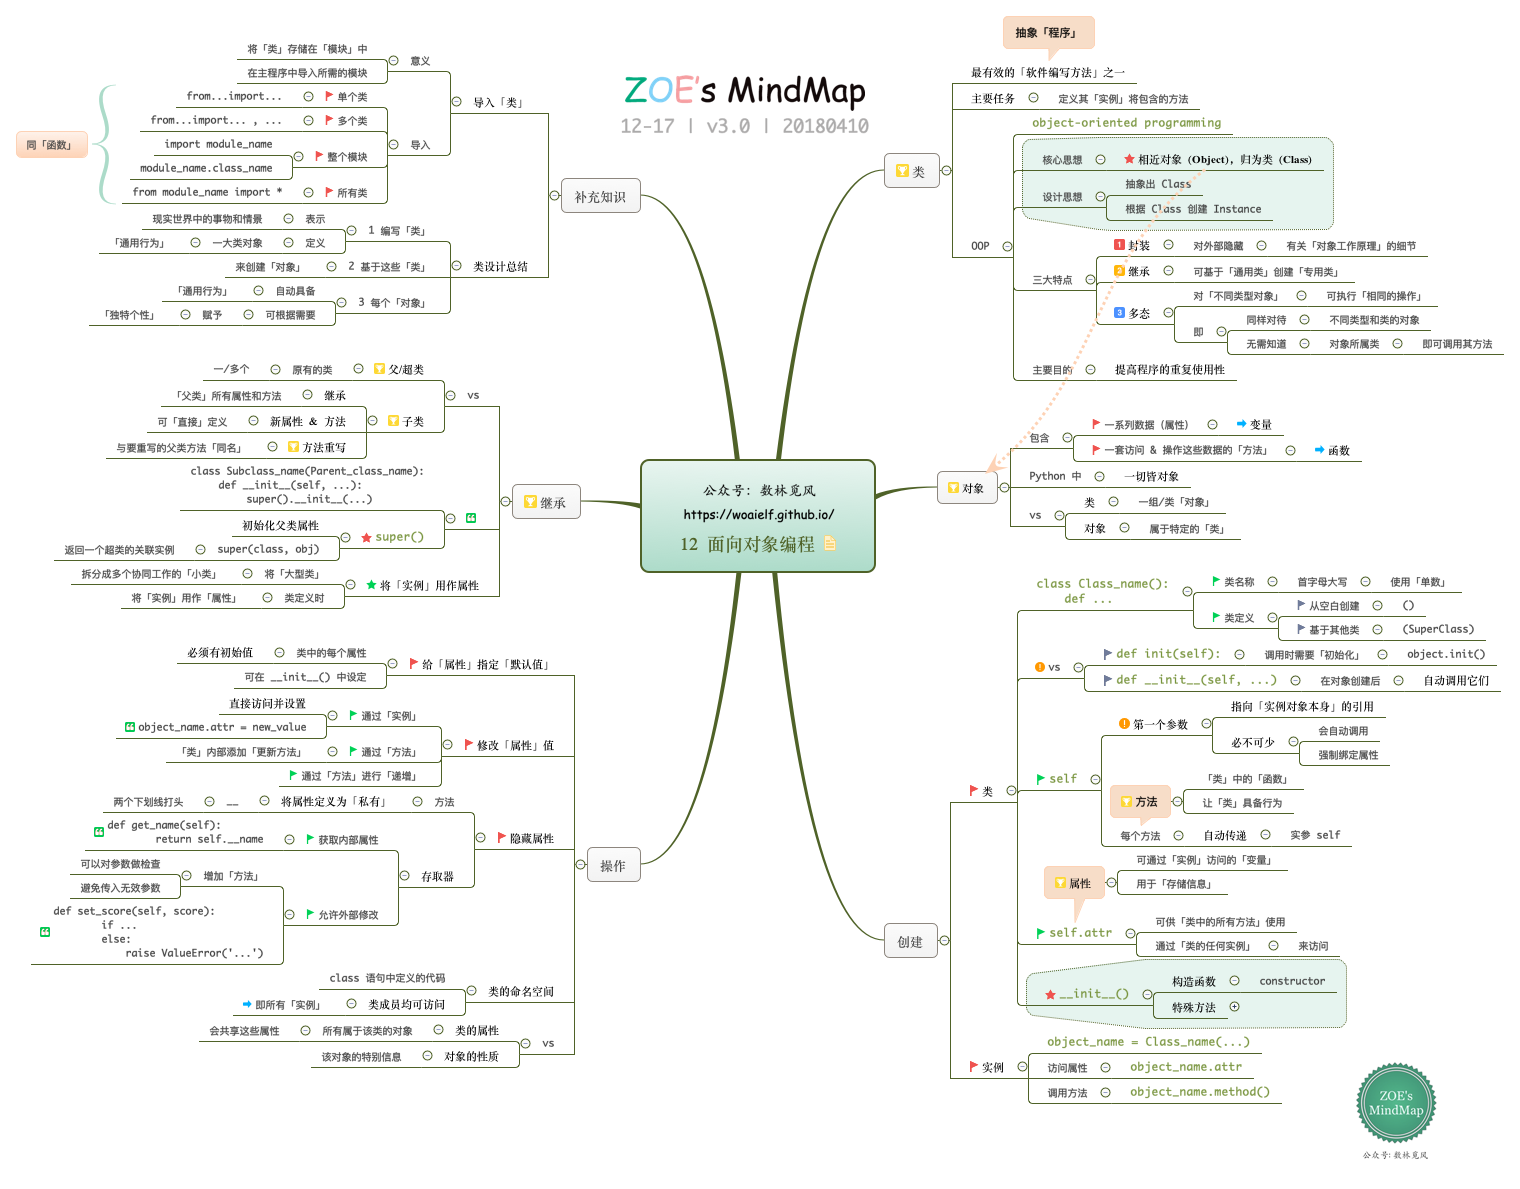 ZOE's MindMap
12-17 | v3.0 | 20180410
公众号: 数林觅风
https://woaielf.github.io/
12 面向对象编程
类
抽象「程序」
最有效的「软件编写方法」之一
主要任务 定义其「实例」将包含的方法
OOP
object-oriented programming
核心思想 相近对象 (Object)，归为类 (Class)
设计思想
抽象出 Class
根据 Class 创建 Instance
三大特点
1 封装 对外部隐藏 有关「对象工作原理」的细节
2 继承 可基于「通用类」创建「专用类」
3 多态
对「不同类型对象」 可执行「相同的操作」
即
同样对待 不同类型和类的对象
无需知道 对象所属类 即可调用其方法
主要目的 提高程序的重复使用性
对象
包含
一系列数据（属性） 变量
一套访问 & 操作这些数据的「方法」 函数
Python 中 一切皆对象
vs
类 一组/类「对象」
对象 属于特定的「类」
创建
类
class Class_name():
def ...
类名称 首字母大写 使用「单数」
类定义
从空白创建 ()
基于其他类 (SuperClass)
vs
def init(self): 调用时需要「初始化」 object.init()
def __init__(self, ...) 在对象创建后 自动调用它们
self
第一个参数
指向「实例对象本身」的引用
必不可少
会自动调用
强制绑定属性
方法
「类」中的「函数」
让「类」具备行为
每个方法 自动传递 实参 self
属性
可通过「实例」访问的「变量」
用于「存储信息」
self.attr
可供「类中的所有方法」使用
通过「类的任何实例」 来访问
__init__()
构造函数 constructor
特殊方法
实例
object_name = Class_name(...)
访问属性 object_name.attr
调用方法 object_name.method()
补充知识
导入「类」
意义
将「类」存储在「模块」中
在主程序中导入所需的模块
导入
from...import... 单个类
from...import... , ... 多个类
整个模块
import module_name
module_name.class_name
from module_name import * 所有类
同「函数」
类设计总结
1 编写「类」
现实世界中的事物和情景 表示
「通用行为」 一大类对象 定义
来创建「对象」 2 基于这些「类」
3 每个「对象」
「通用行为」 自动具备
「独特个性」 赋予 可根据需要
继承
vs
一/多个 原有的类 父/超类
子类
「父类」所有属性和方法 继承
可「直接」定义 新属性 & 方法
与要重写的父类方法「同名」 方法重写
class Subclass_name(Parent_class_name):
def __init__(self, ...):
super().__init__(...)
super()
初始化父类属性
返回一个超类的关联实例 super(class, obj)
将「实例」用作属性
拆分成多个协同工作的「小类」 将「大型类」
将「实例」用作「属性」 类定义时
操作
给「属性」指定「默认值」
必须有初始值 类中的每个属性
可在 __init__() 中设定
修改「属性」值
通过「实例」
直接访问并设置
object_name.attr = new_value
「类」内部添加「更新方法」 通过「方法」
通过「方法」进行「递增」
隐藏属性
两个下划线打头 __ 将属性定义为「私有」 方法
存取器
def get_name(self):
return self.__name
获取内部属性
允许外部修改
增加「方法」
可以对参数做检查
避免传入无效参数
def set_score(self, score):
if ...
else:
raise ValueError('...')
类的命名空间
class 语句中定义的代码
即所有「实例」 类成员均可访问
vs
会共享这些属性 所有属于该类的对象 类的属性
该对象的特别信息 对象的性质
ZOE's
MindMap
公众号: 数林觅风